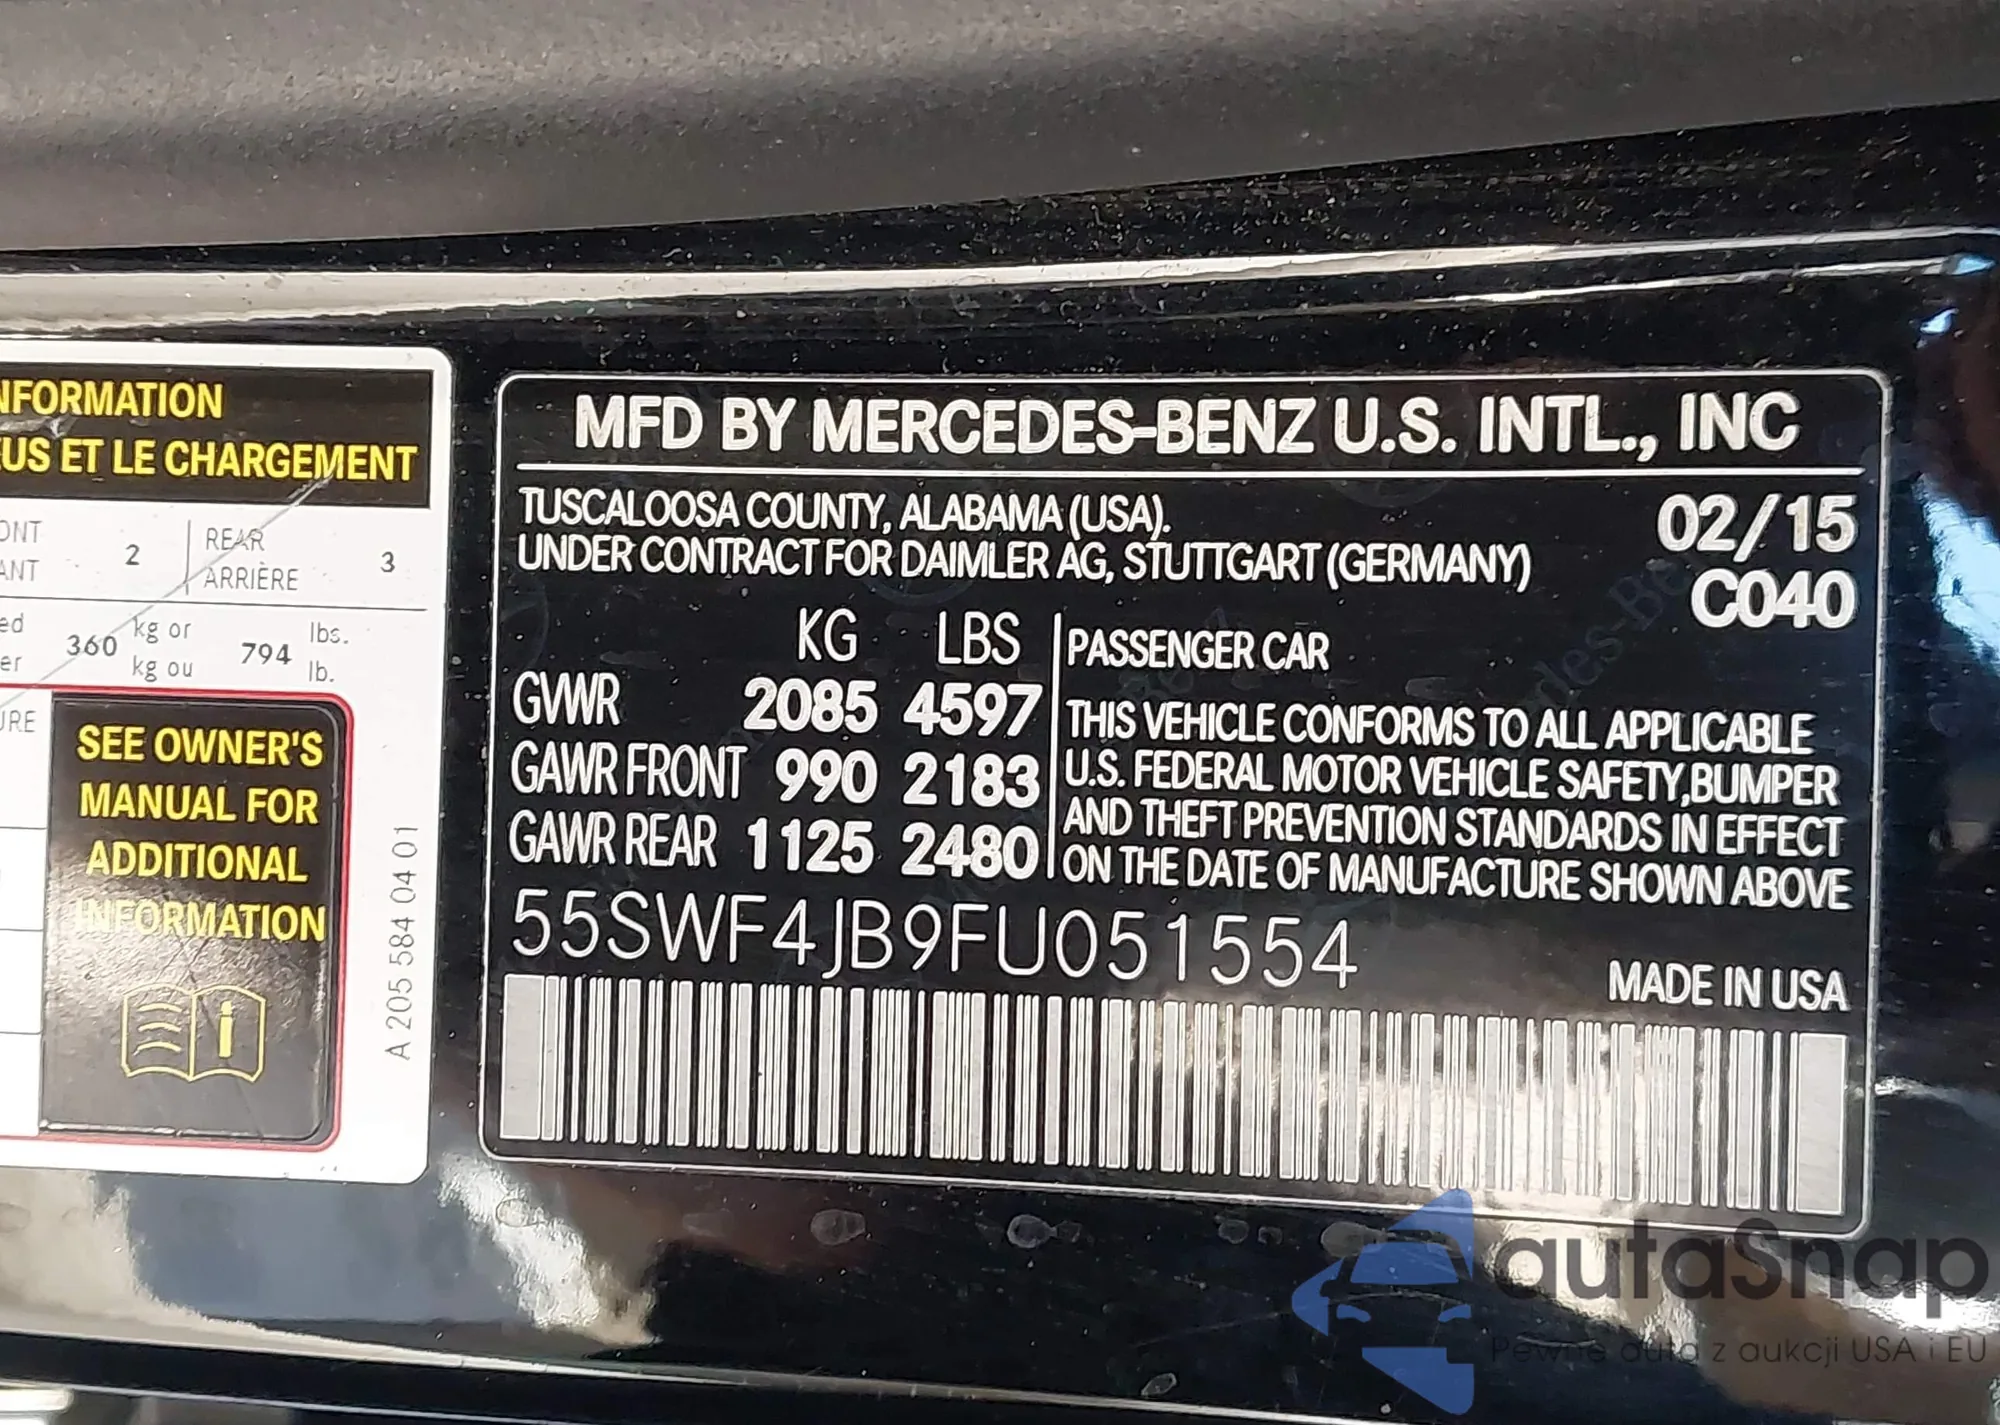 NFORMATION
EUS ET LE CHARGEMENT
ONT
ANT
2
REAR
ARRIÈRE
3
ed
er
360
kg or
kg ou
794
lbs.
lb.
URE
SEE OWNER'S
MANUAL FOR
ADDITIONAL
INFORMATION
A 205 584 04 01
MFD BY MERCEDES-BENZ U.S. INTL., INC
TUSCALOOSA COUNTY, ALABAMA (USA).
UNDER CONTRACT FOR DAIMLER AG, STUTTGART (GERMANY)
02/15
C040
KG LBS
GVWR 2085 4597
GAWR FRONT 990 2183
GAWR REAR 1125 2480
PASSENGER CAR
THIS VEHICLE CONFORMS TO ALL APPLICABLE
U.S. FEDERAL MOTOR VEHICLE SAFETY,BUMPER
AND THEFT PREVENTION STANDARDS IN EFFECT
ON THE DATE OF MANUFACTURE SHOWN ABOVE
55SWF4JB9FU051554
MADE IN USA
autaSnap
Pewne auta z aukcji USA i EU